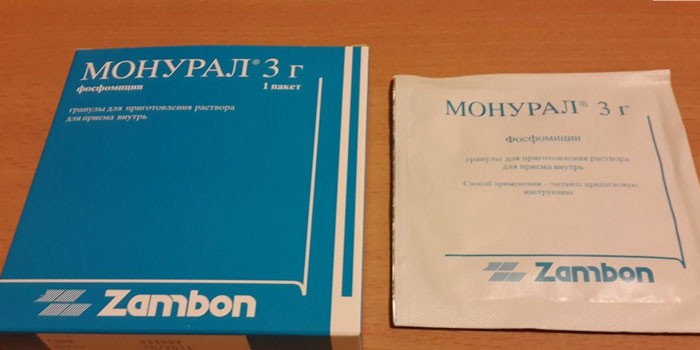 МОНУРАЛ® 3 г
фосфомицин 1 пакет
гранулы для приготовления раствора
для приема внутрь
Zambon
МОНУРАЛ® 3 г
Фосфомицин
гранулы для приготовления раствора
для приема внутрь
Способ применения – читайте прилагаемую
инструкцию
Zambon